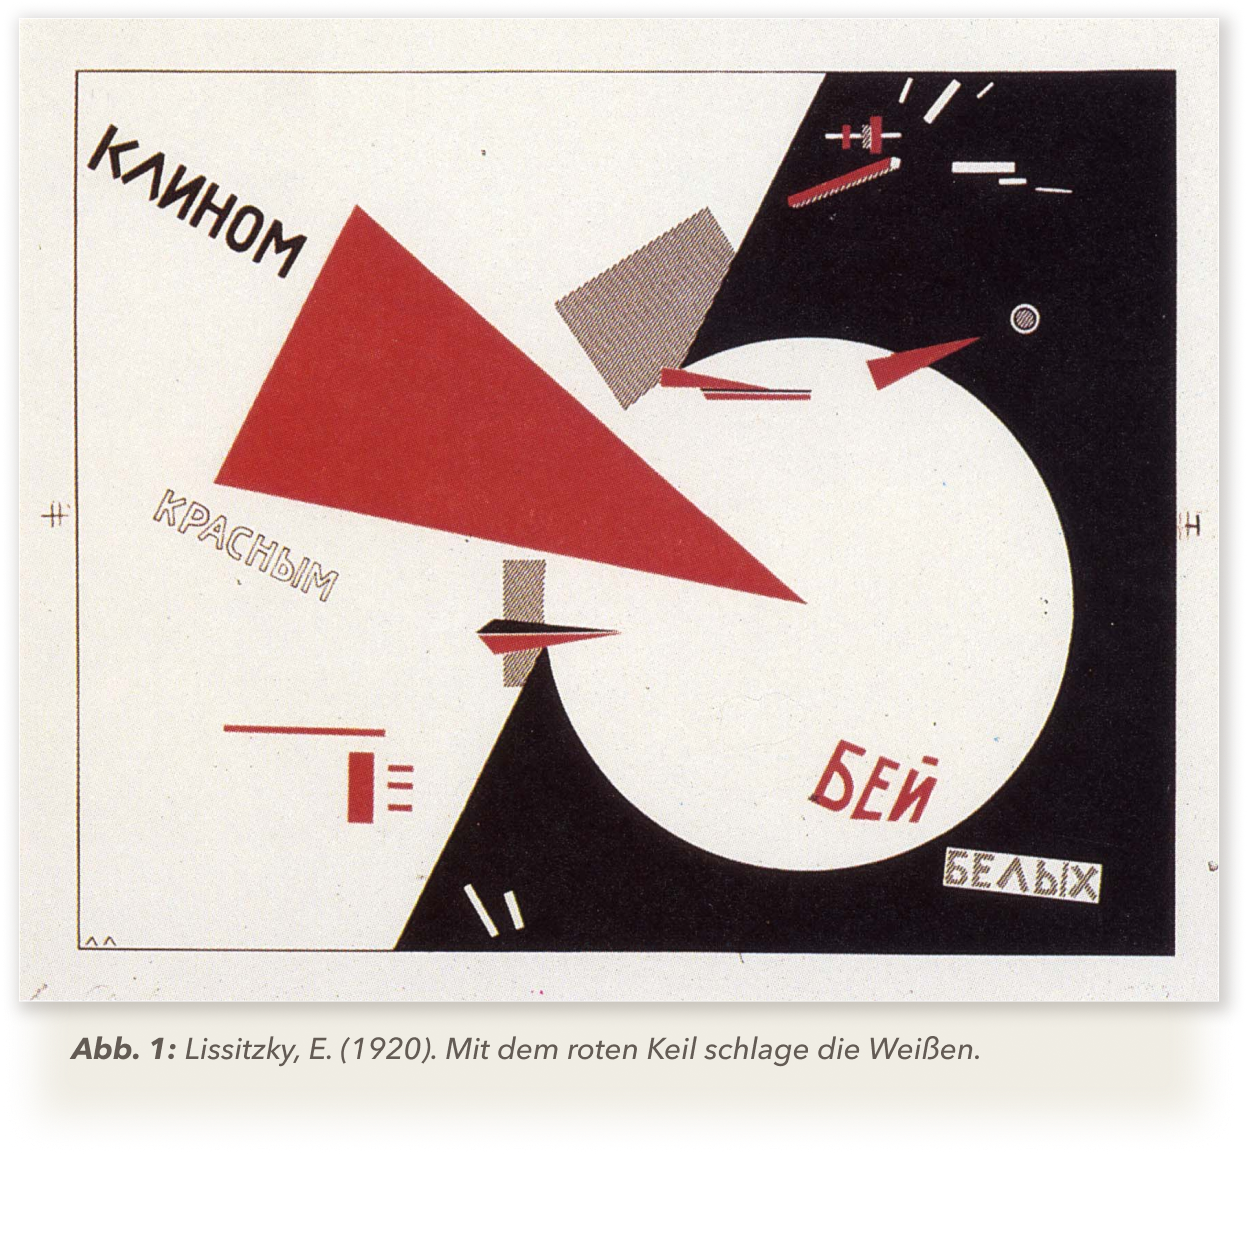 КЛИНОМ
КРАСНЫМ
БЕЙ
БЕЛЫХ
Abb. 1: Lissitzky, E. (1920). Mit dem roten Keil schlage die Weißen.